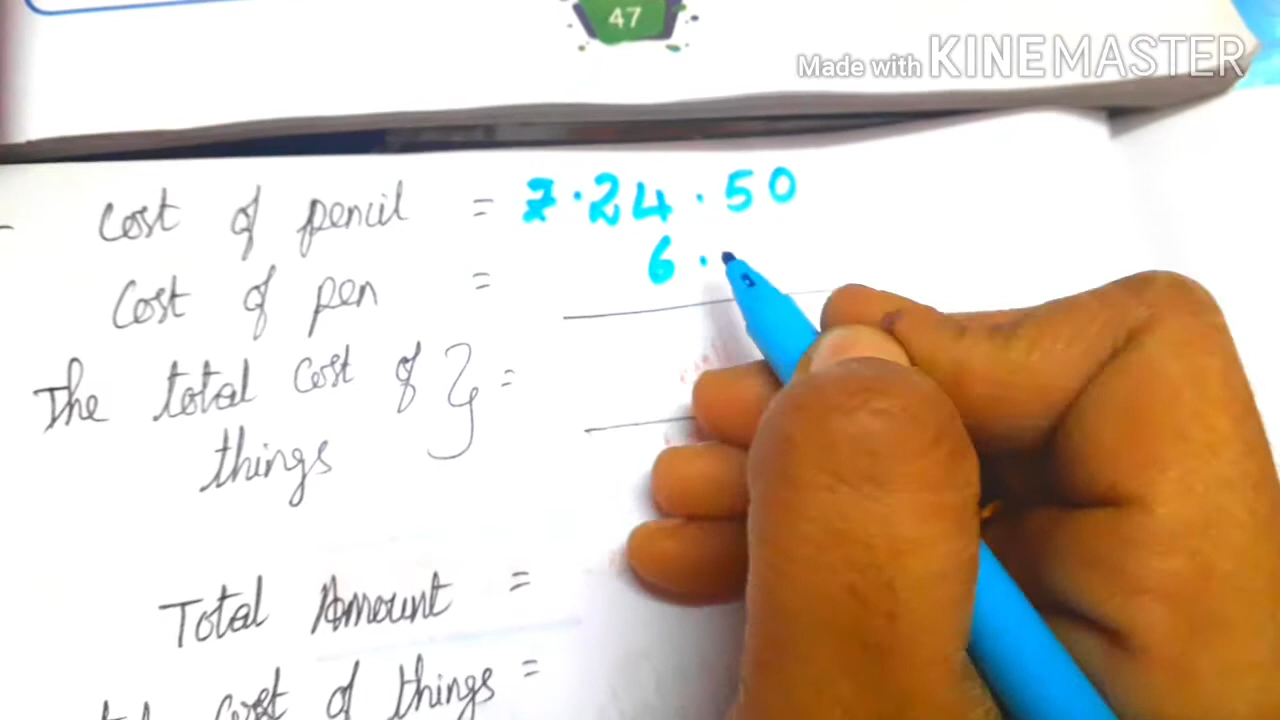 47
Made with KINEMASTER
Cost of pencil = ₹.24.50
Cost of pen = 6.
The total cost of } =
things
Total Amount =
cost of things =